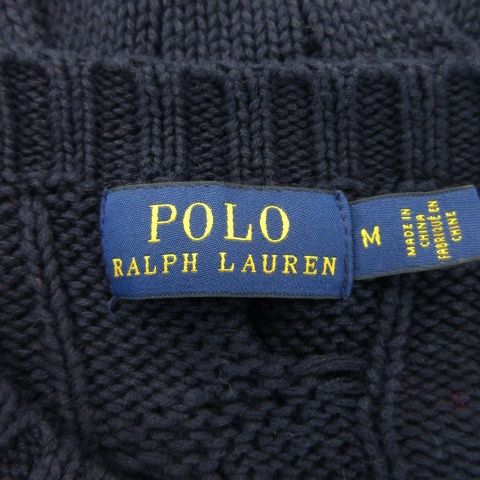 POLO
RALPH LAUREN
M
MADE IN
CHINA
FABRIQUÉ EN
CHINE